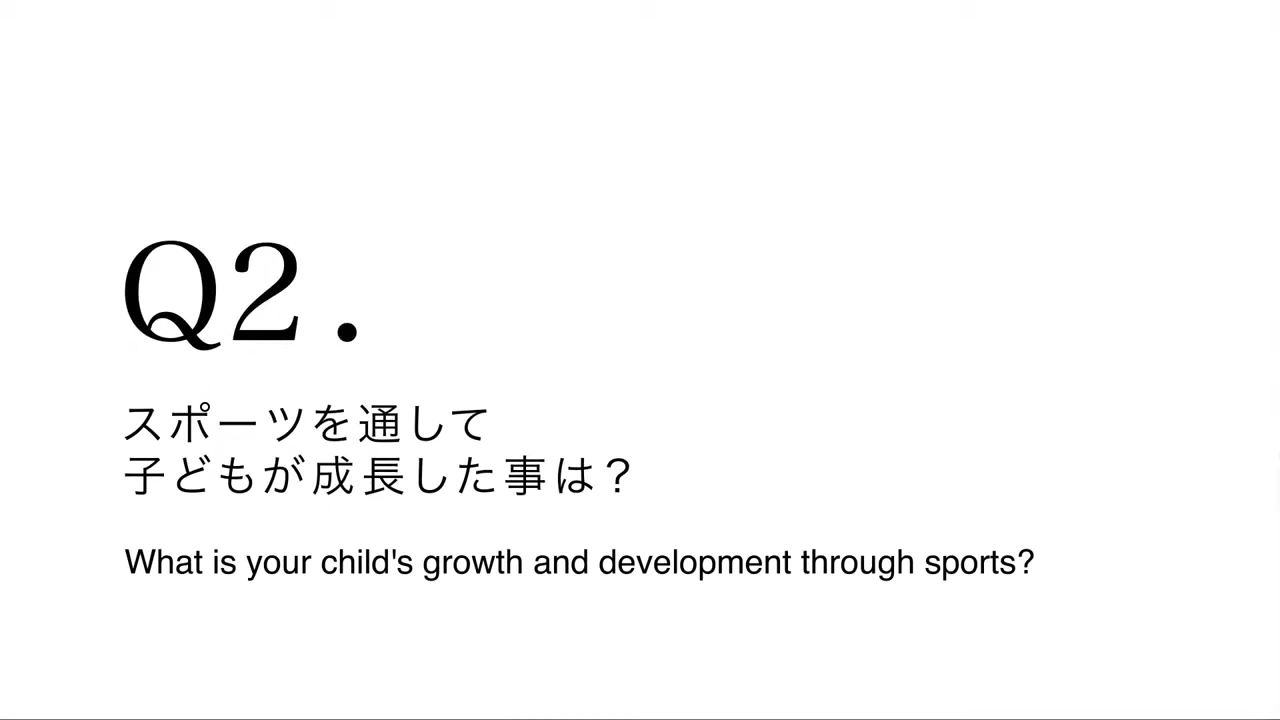 Q2.
スポーツを通して
子どもが成長した事は？
What is your child's growth and development through sports?